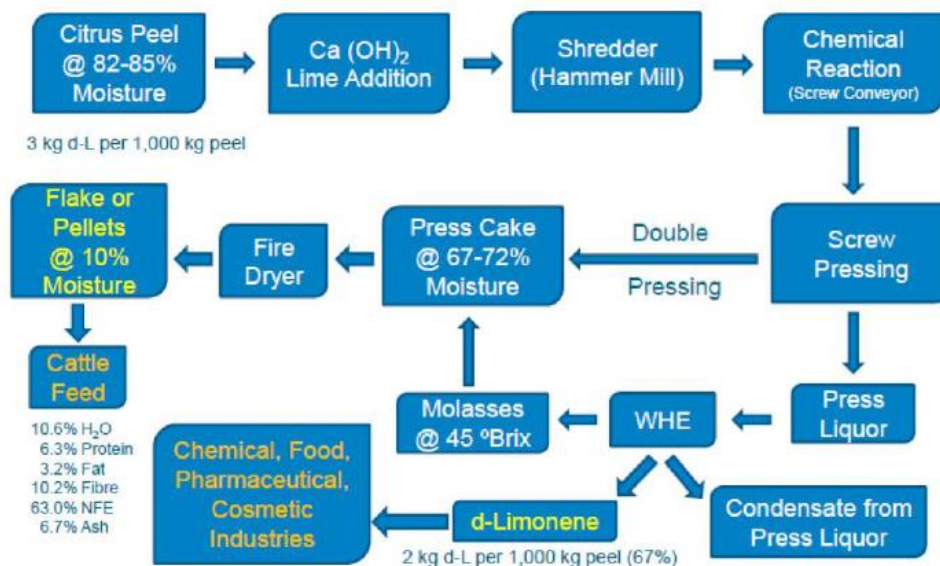 Citrus Peel
@ 82-85%
Moisture
Ca (OH)₂
Lime Addition
Shredder
(Hammer Mill)
Chemical
Reaction
(Screw Conveyor)
3 kg d-L per 1,000 kg peel
Flake or
Pellets
@ 10%
Moisture
Fire
Dryer
Press Cake
@ 67-72%
Moisture
Double
Pressing
Screw
Pressing
Cattle
Feed
10.6% H₂O
6.3% Protein
3.2% Fat
10.2% Fibre
63.0% NFE
6.7% Ash
Chemical, Food,
Pharmaceutical,
Cosmetic
Industries
Molasses
@ 45 ºBrix
WHE
Press
Liquor
d-Limonene
2 kg d-L per 1,000 kg peel (67%)
Condensate from
Press Liquor